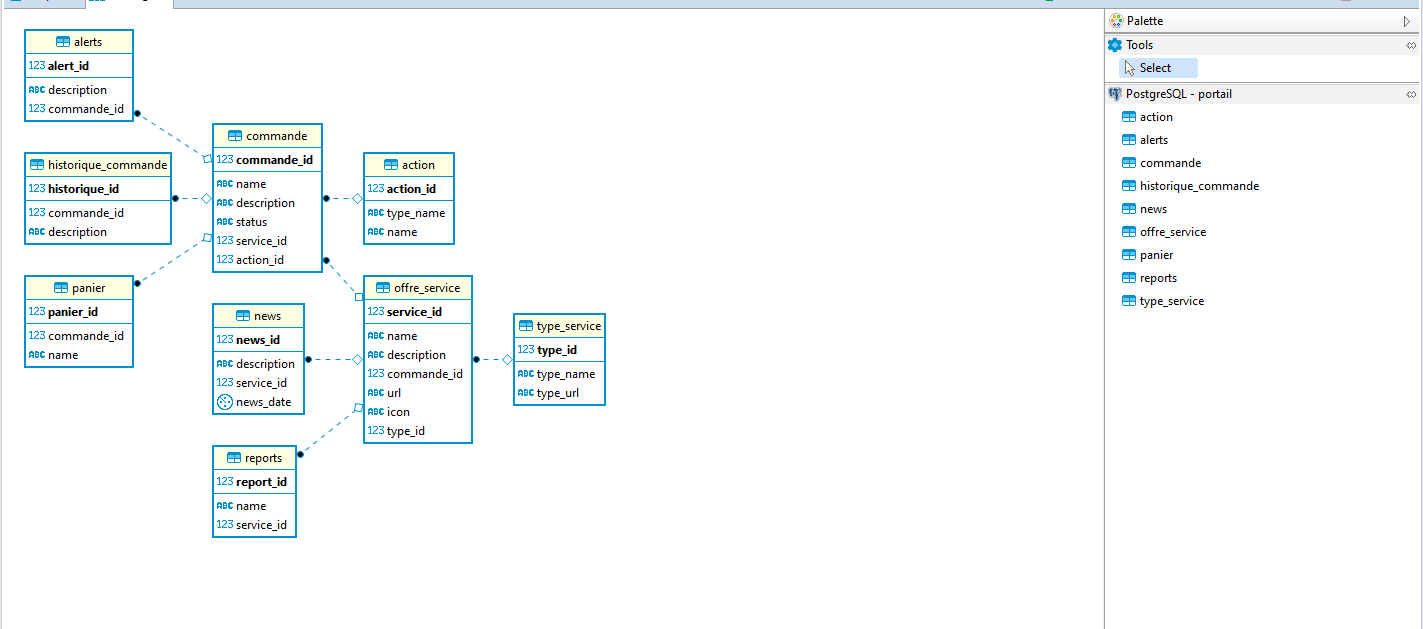 alerts
123 alert_id
ABC description
123 commande_id
historique_commande
123 historique_id
123 commande_id
ABC description
panier
123 panier_id
123 commande_id
ABC name
commande
123 commande_id
ABC name
ABC description
ABC status
123 service_id
123 action_id
news
123 news_id
ABC description
123 service_id
news_date
reports
123 report_id
ABC name
123 service_id
action
123 action_id
ABC type_name
ABC name
offre_service
123 service_id
ABC name
ABC description
123 commande_id
ABC url
ABC icon
123 type_id
type_service
123 type_id
ABC type_name
ABC type_url
Palette
Tools
Select
PostgreSQL - portail
action
alerts
commande
historique_commande
news
offre_service
panier
reports
type_service